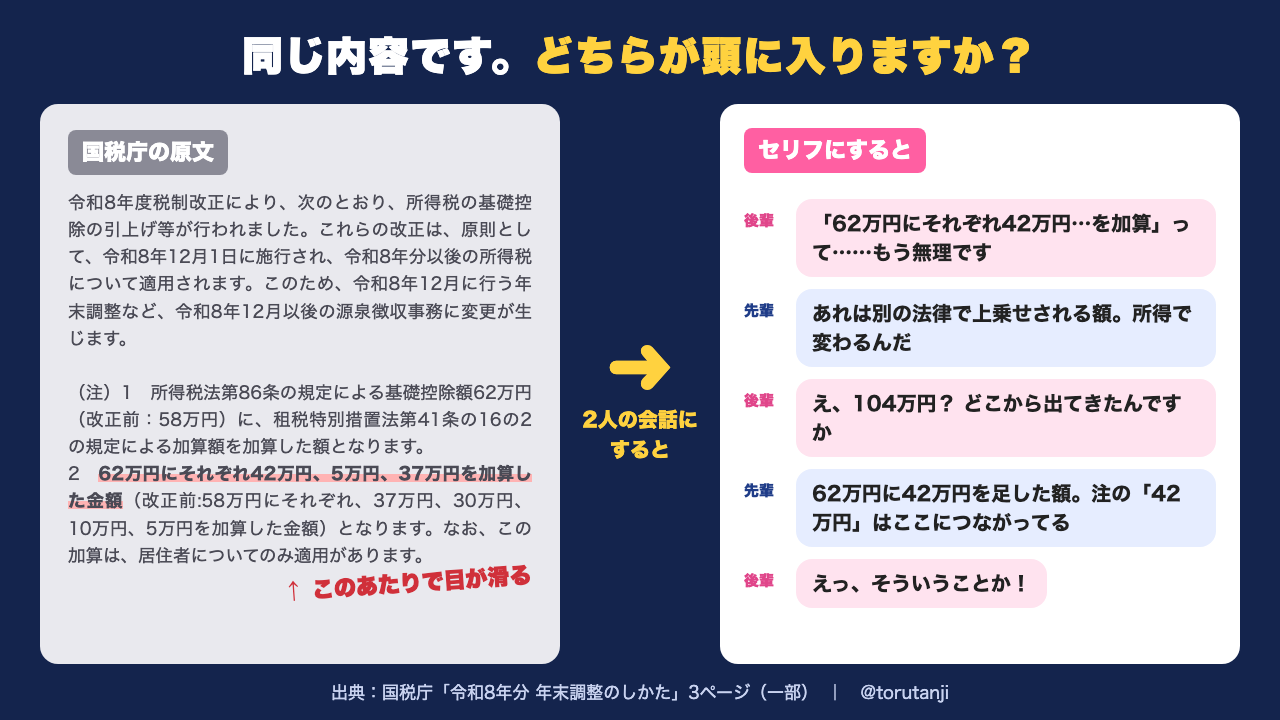 同じ内容です。どちらが頭に入りますか？
国税庁の原文
令和8年度税制改正により、次のとおり、所得税の基礎控
除の引上げ等が行われました。これらの改正は、原則とし
て、令和8年12月1日に施行され、令和8年分以後の所得税
について適用されます。このため、令和8年12月に行う年
末調整など、令和8年12月以後の源泉徴収事務に変更が生
じます。
（注）1　所得税法第86条の規定による基礎控除額62万円
（改正前：58万円）に、租税特別措置法第41条の16の2
の規定による加算額を加算した額となります。
2　62万円にそれぞれ42万円、5万円、37万円を加算し
た金額（改正前:58万円にそれぞれ、37万円、30万円、
10万円、5万円を加算した金額）となります。なお、この
加算は、居住者についてのみ適用があります。
↑ このあたりで目が滑る
➜
2人の会話に
すると
セリフにすると
後輩
「62万円にそれぞれ42万円…を加算」っ
て……もう無理です
先輩
あれは別の法律で上乗せされる額。所得で
変わるんだ
後輩
え、104万円？ どこから出てきたんです
か
先輩
62万円に42万円を足した額。注の「42
万円」はここにつながってる
後輩
えっ、そういうことか！
出典：国税庁「令和8年分 年末調整のしかた」3ページ（一部）　｜　@torutanji